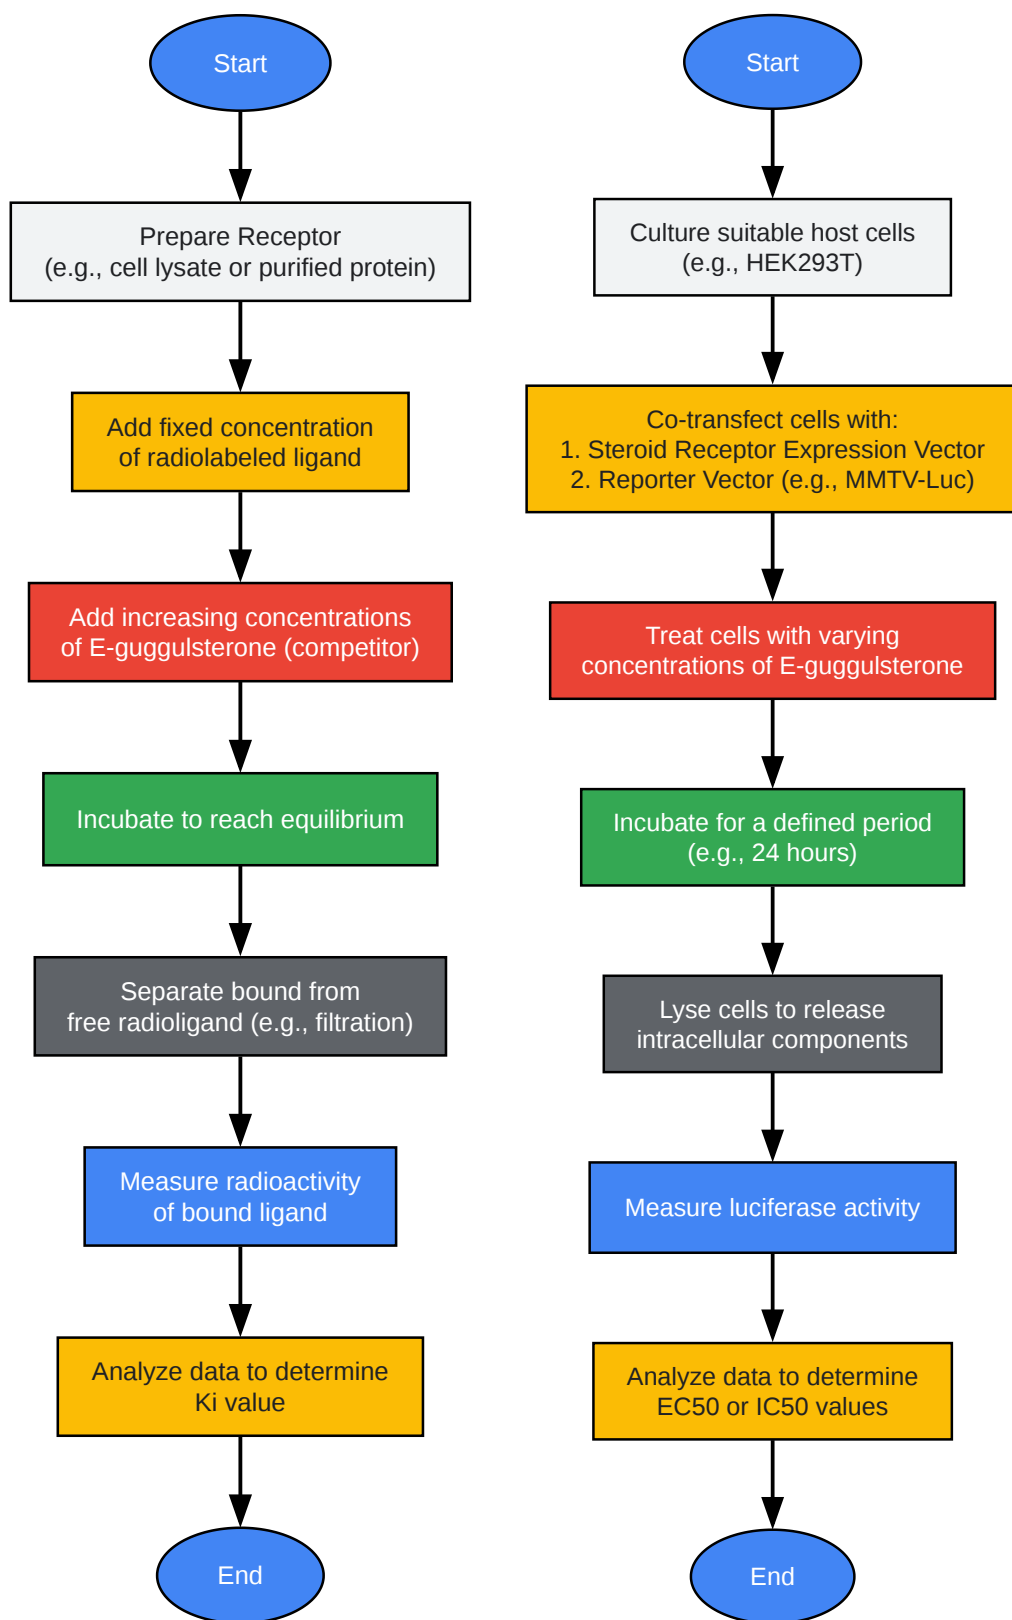 Start
Prepare Receptor
(e.g., cell lysate or purified protein)
Add fixed concentration
of radiolabeled ligand
Add increasing concentrations
of E-guggulsterone (competitor)
Incubate to reach equilibrium
Separate bound from
free radioligand (e.g., filtration)
Measure radioactivity
of bound ligand
Analyze data to determine
Ki value
End
Start
Culture suitable host cells
(e.g., HEK293T)
Co-transfect cells with:
1. Steroid Receptor Expression Vector
2. Reporter Vector (e.g., MMTV-Luc)
Treat cells with varying
concentrations of E-guggulsterone
Incubate for a defined period
(e.g., 24 hours)
Lyse cells to release
intracellular components
Measure luciferase activity
Analyze data to determine
EC50 or IC50 values
End